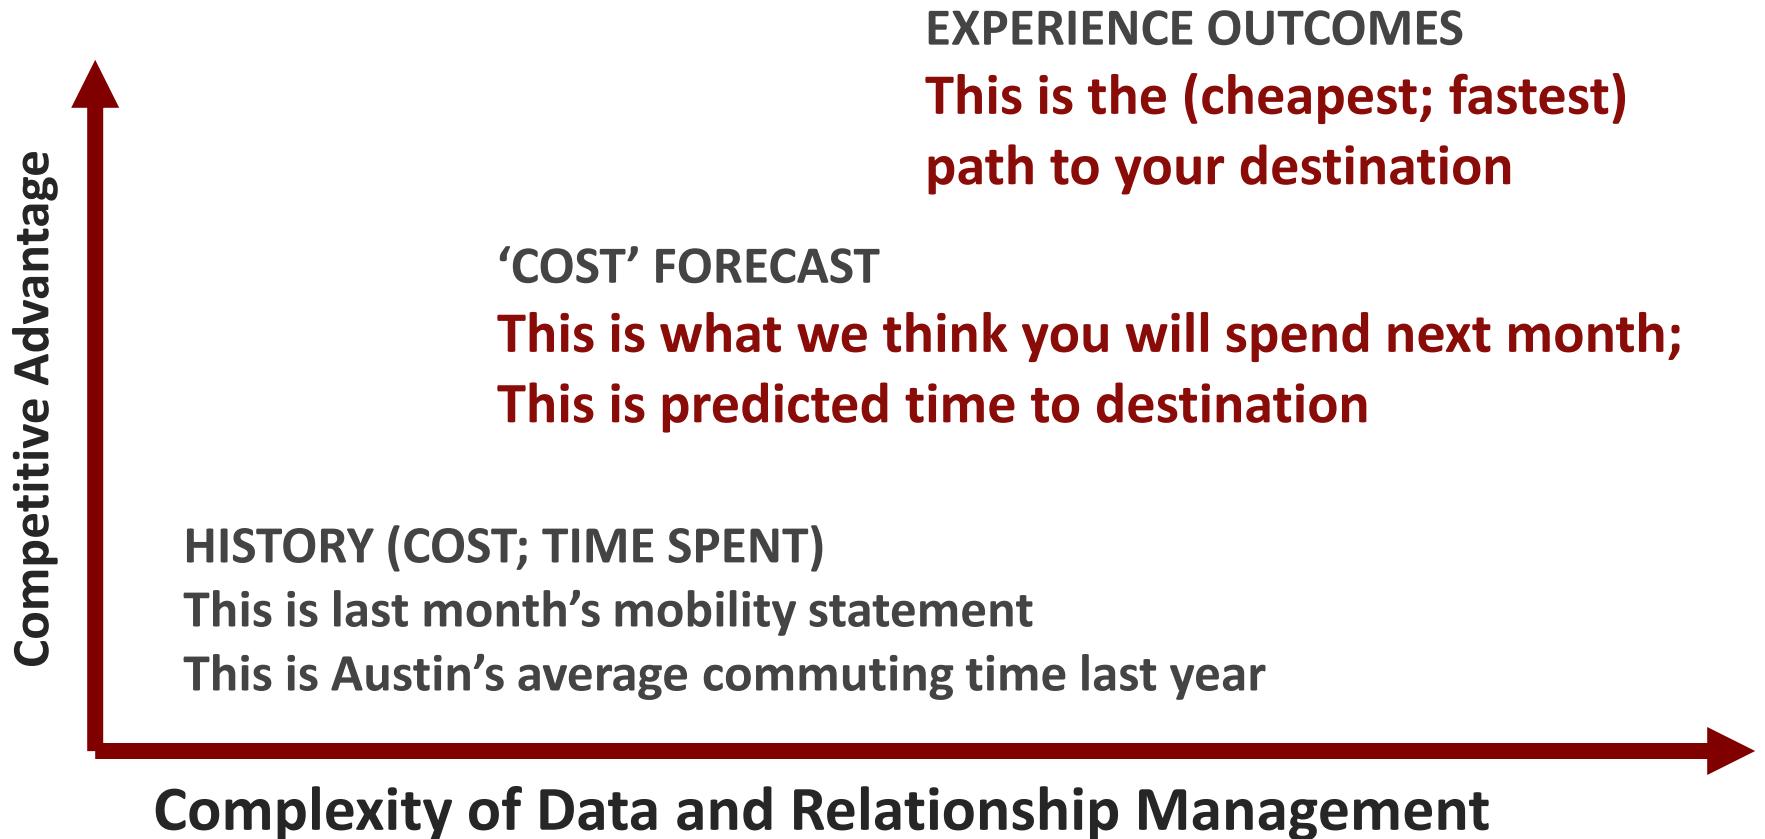 EXPERIENCE OUTCOMES
This is the (cheapest; fastest)
path to your destination
‘COST’ FORECAST
This is what we think you will spend next month;
This is predicted time to destination
HISTORY (COST; TIME SPENT)
This is last month’s mobility statement
This is Austin’s average commuting time last year
Competitive Advantage
Complexity of Data and Relationship Management